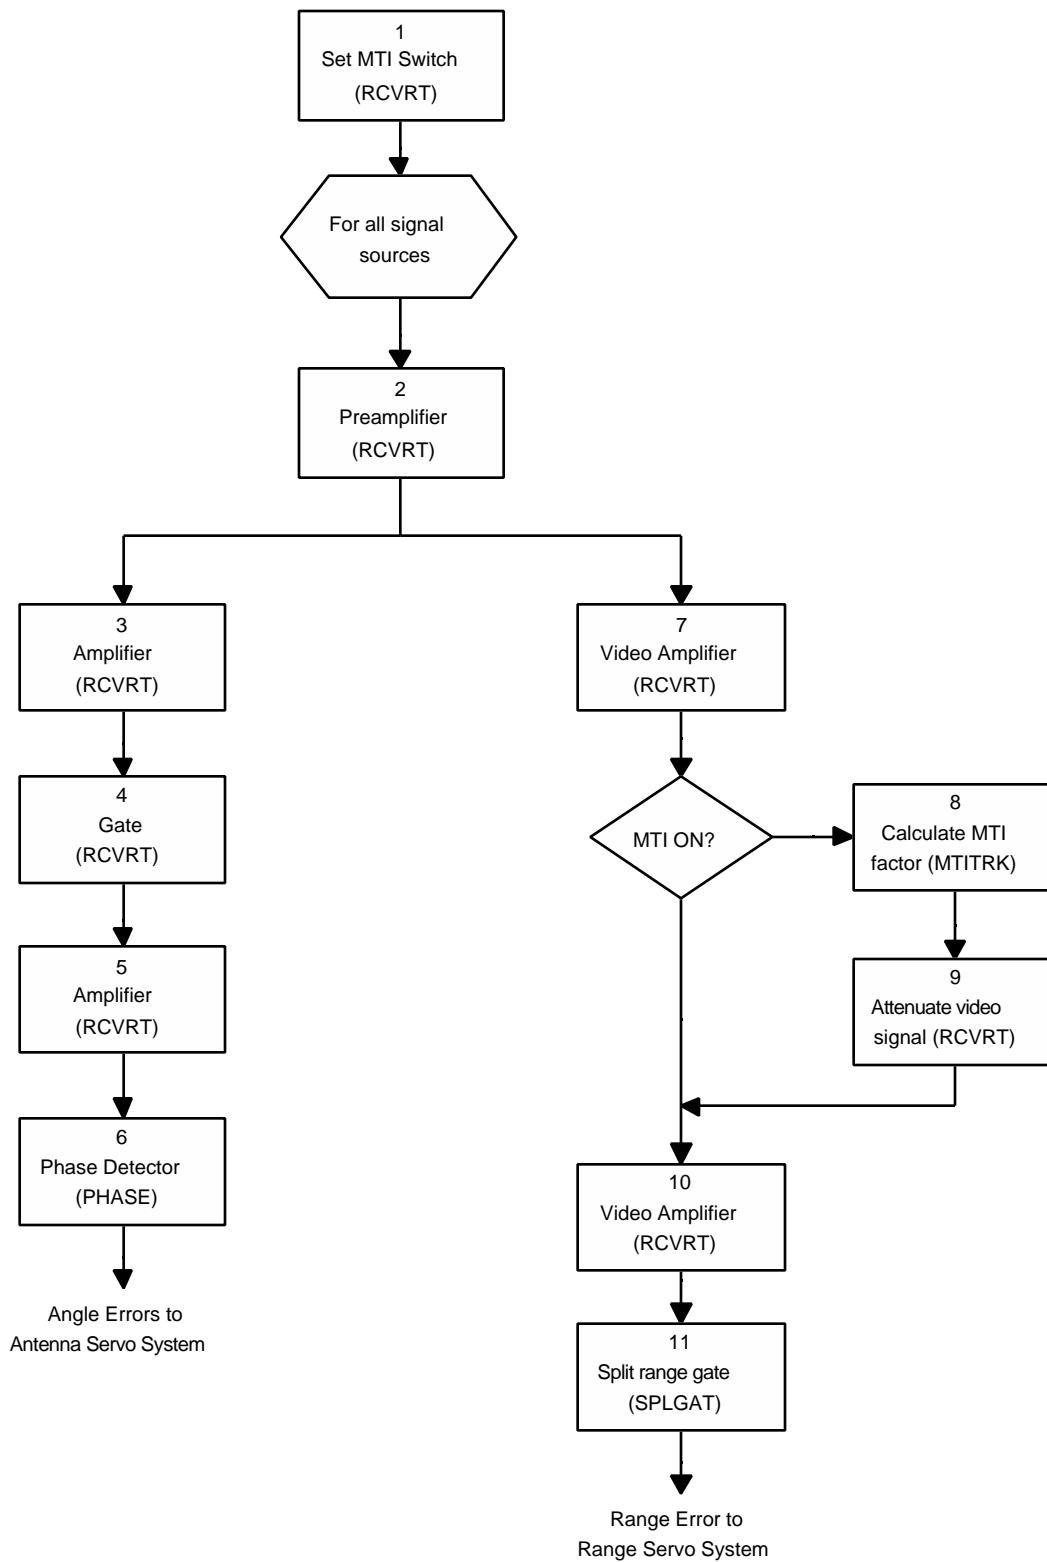 1
Set MTI Switch
(RCVRT)
For all signal
sources
2
Preamplifier
(RCVRT)
3
Amplifier
(RCVRT)
4
Gate
(RCVRT)
5
Amplifier
(RCVRT)
6
Phase Detector
(PHASE)
Angle Errors to
Antenna Servo System
7
Video Amplifier
(RCVRT)
MTI ON?
8
Calculate MTI
factor (MTITRK)
9
Attenuate video
signal (RCVRT)
10
Video Amplifier
(RCVRT)
11
Split range gate
(SPLGAT)
Range Error to
Range Servo System